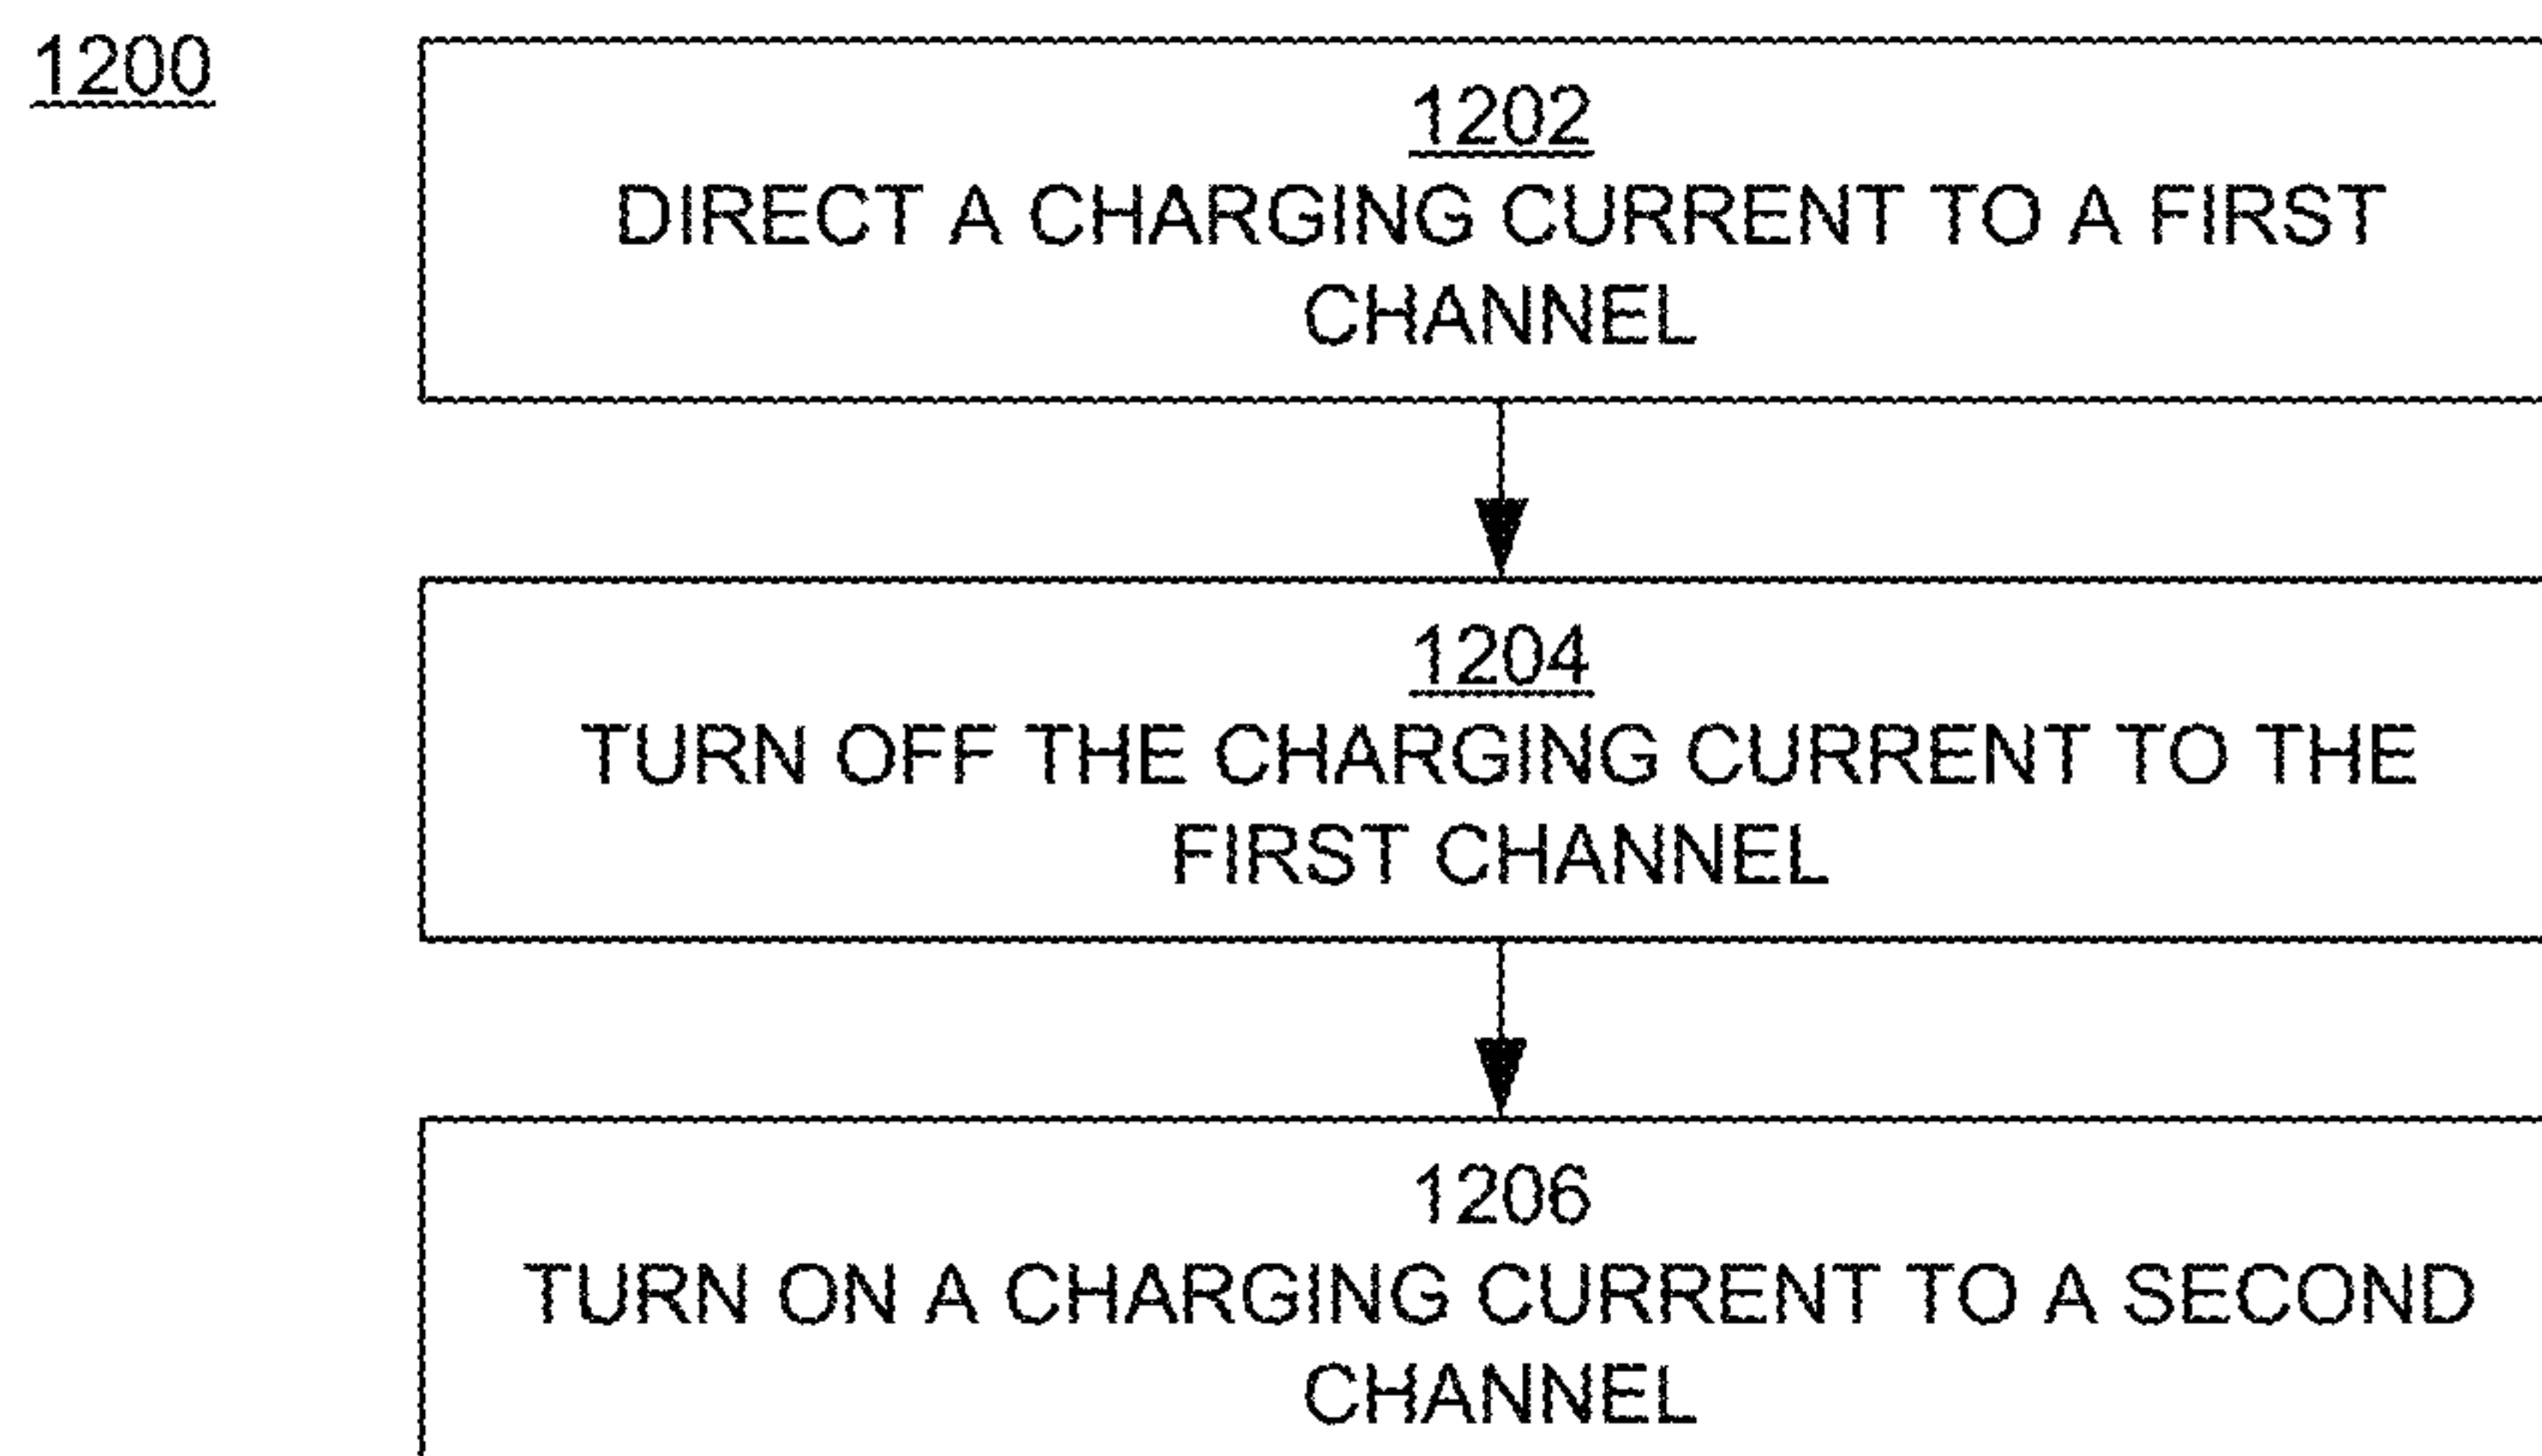 1200
1202
DIRECT A CHARGING CURRENT TO A FIRST
CHANNEL
1204
TURN OFF THE CHARGING CURRENT TO THE
FIRST CHANNEL
1206
TURN ON A CHARGING CURRENT TO A SECOND
CHANNEL